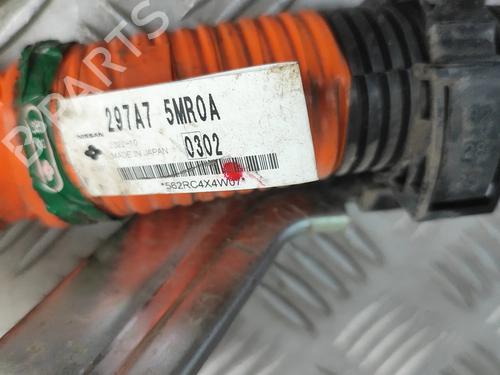 B PARTS
297A7 5MR0A
NISSAN
MADE IN JAPAN
0302
*562RC4X4W07*